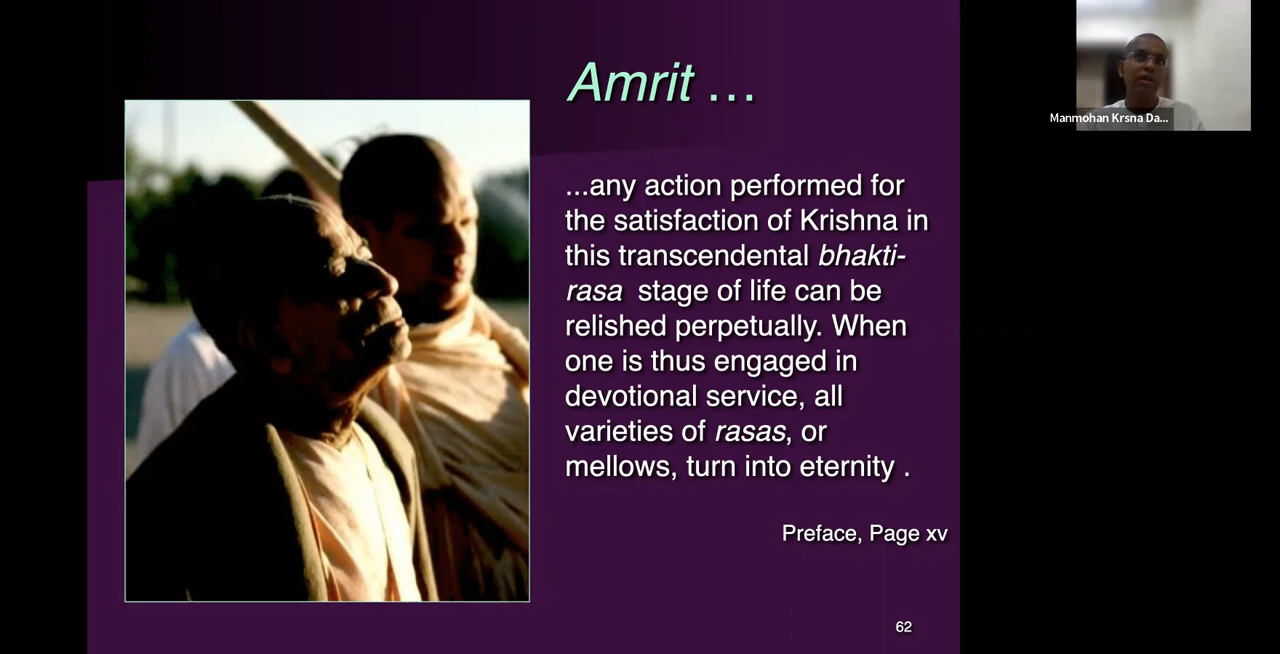 Amrit ...
Manmohan Krsna Da...
...any action performed for
the satisfaction of Krishna in
this transcendental bhakti-
rasa stage of life can be
relished perpetually. When
one is thus engaged in
devotional service, all
varieties of rasas, or
mellows, turn into eternity .
Preface, Page xv
62